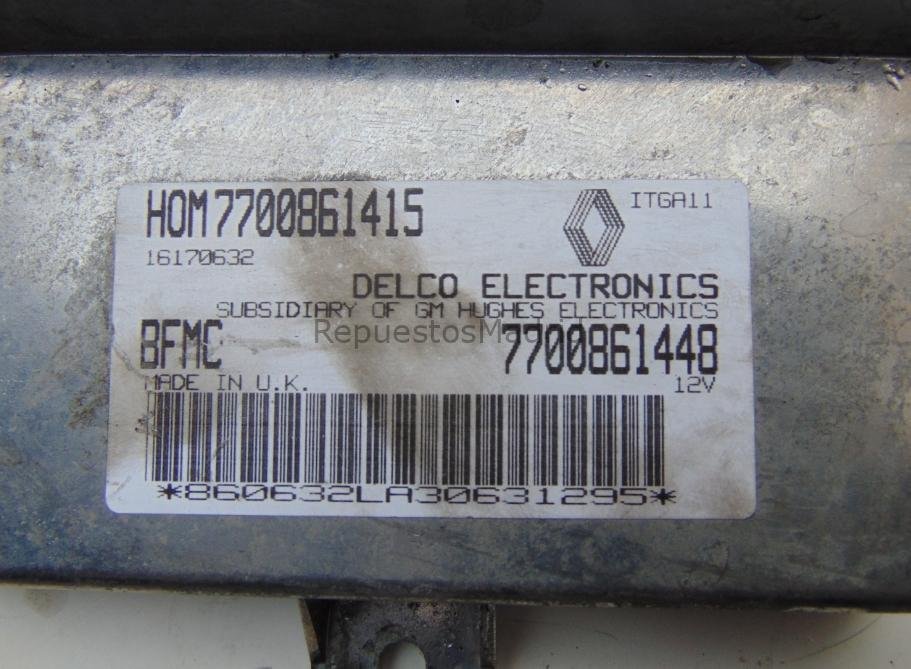 HOM7700861415
ITGA11
16170632
DELCO ELECTRONICS
SUBSIDIARY OF GM HUGHES ELECTRONICS
BFMC
7700861448
MADE IN U.K.
12V
*860632LA30631295*